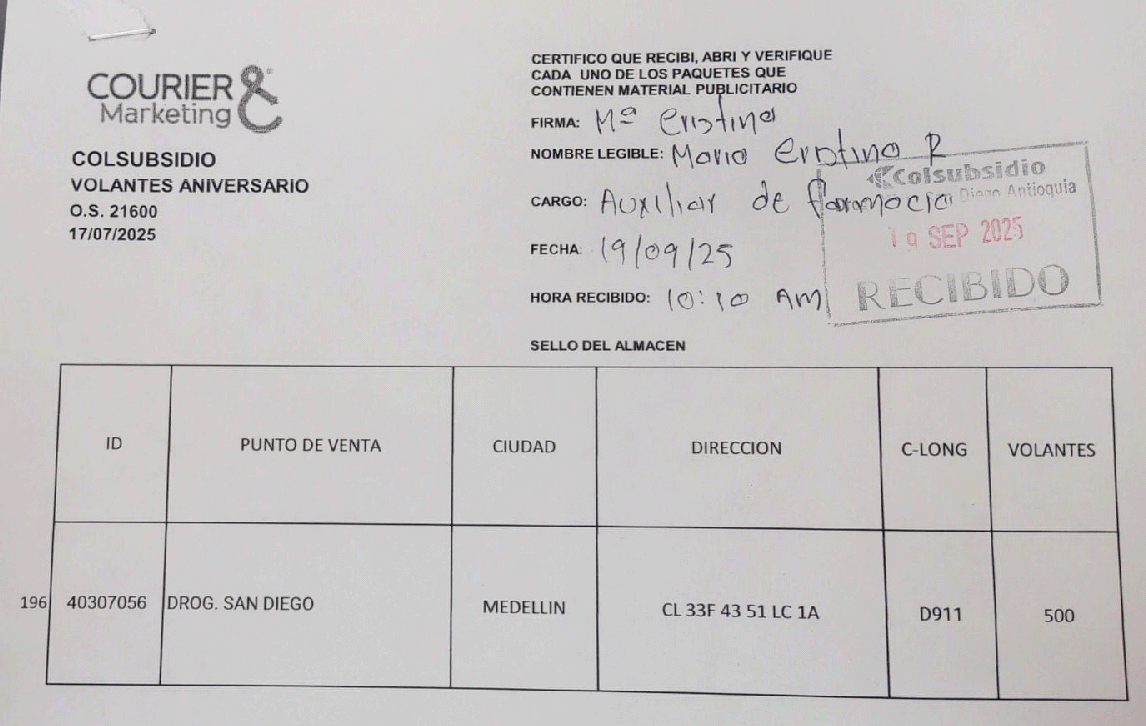 COURIER &
Marketing
COLSUBSIDIO
VOLANTES ANIVERSARIO
O.S. 21600
17/07/2025
CERTIFICO QUE RECIBI, ABRI Y VERIFIQUE
CADA UNO DE LOS PAQUETES QUE
CONTIENEN MATERIAL PUBLICITARIO
FIRMA: Mª Cristina
NOMBRE LEGIBLE: Maria Cristina R
CARGO: Auxiliar de farmacia
FECHA: 19/09/25
HORA RECIBIDO: 10:10 AM
Colsubsidio
Diego Antioquia
19 SEP 2025
RECIBIDO
SELLO DEL ALMACEN
ID PUNTO DE VENTA CIUDAD DIRECCION C-LONG VOLANTES
196 40307056 DROG. SAN DIEGO MEDELLIN CL 33F 43 51 LC 1A D911 500